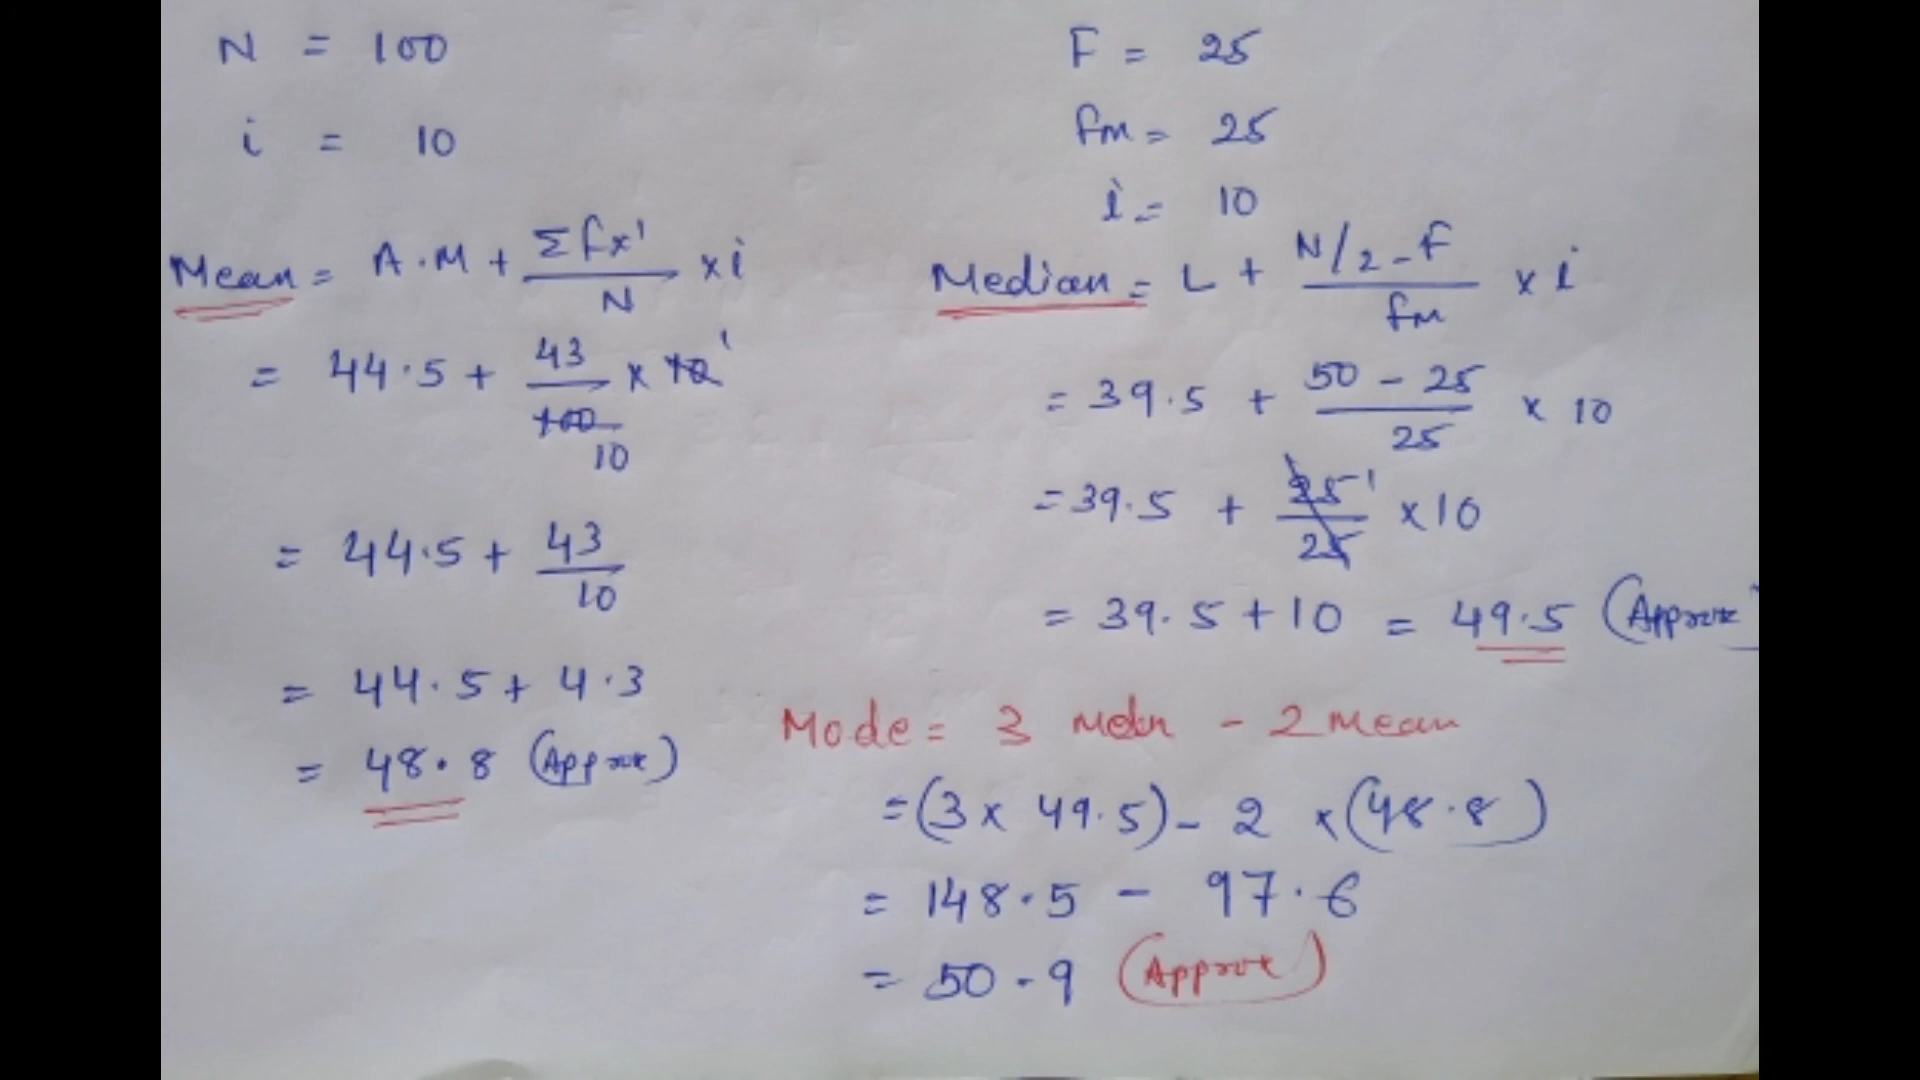 N = 100
i = 10
Mean = A.M + Σfx' / N × i
= 44.5 + 43 / 100 × 10 1
10
= 44.5 + 43 / 10
= 44.5 + 4.3
= 48.8 (Approx)
F = 25
fm = 25
i = 10
Median = L + N/2 - F / fm × i
= 39.5 + 50 - 25 / 25 × 10
= 39.5 + 25 1 / 25 × 10
= 39.5 + 10 = 49.5 (Approx
Mode = 3 Mdn - 2 Mean
= (3 × 49.5) - 2 × (48.8)
= 148.5 - 97.6
= 50.9 (Approx)